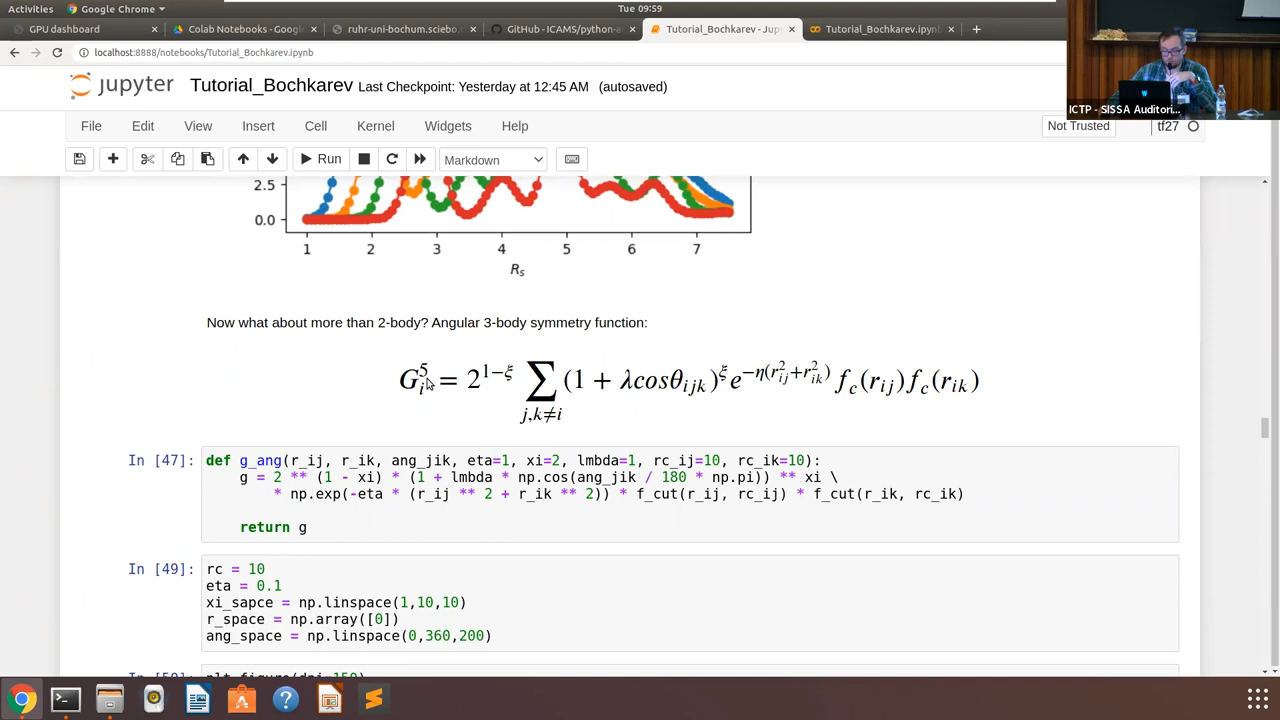 Activities
Google Chrome
Tue 09:59
GPU dashboard
Colab Notebooks - Google
ruhr-uni-bochum.sciebo.
GitHub - ICAMS/python-a
Tutorial_Bochkarev - Jup
Tutorial_Bochkarev.ipynb
localhost:8888/notebooks/Tutorial_Bochkarev.ipynb
ICTP - SISSA Auditori...
jupyter
Tutorial_Bochkarev Last Checkpoint: Yesterday at 12:45 AM (autosaved)
File Edit View Insert Cell Kernel Widgets Help
Not Trusted
tf27
Run
Markdown
2.5
0.0
1 2 3 4 5 6 7
R_s
Now what about more than 2-body? Angular 3-body symmetry function:
G_i^5 = 2^{1-ξ} ∑_{j,k≠i} (1 + λcosθ_{ijk})^ξ e^{-η(r_{ij}^2+r_{ik}^2)} f_c(r_{ij}) f_c(r_{ik})
In [47]:
def g_ang(r_ij, r_ik, ang_jik, eta=1, xi=2, lmbda=1, rc_ij=10, rc_ik=10):
g = 2 ** (1 - xi) * (1 + lmbda * np.cos(ang_jik / 180 * np.pi)) ** xi \
* np.exp(-eta * (r_ij ** 2 + r_ik ** 2)) * f_cut(r_ij, rc_ij) * f_cut(r_ik, rc_ik)
return g
In [49]:
rc = 10
eta = 0.1
xi_sapce = np.linspace(1,10,10)
r_space = np.array([0])
ang_space = np.linspace(0,360,200)